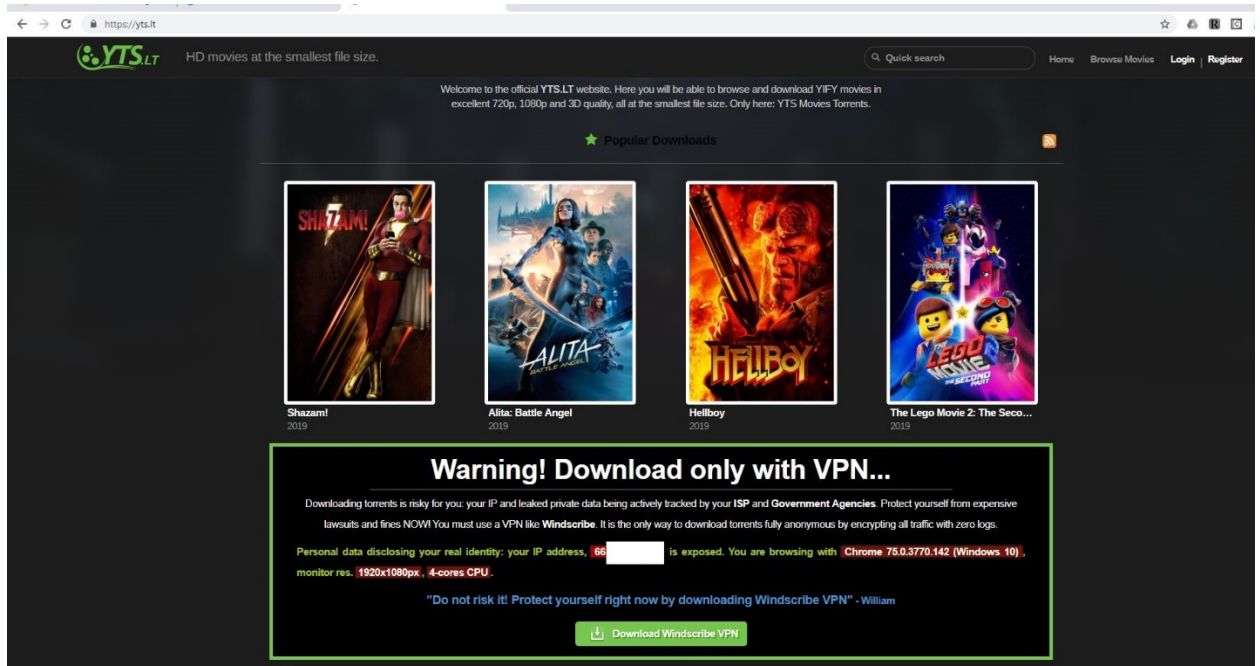 https://yts.lt
YTS.LT
HD movies at the smallest file size.
Quick search
Home
Browse Movies
Login | Register
Welcome to the official YTS.LT website. Here you will be able to browse and download YIFY movies in
excellent 720p, 1080p and 3D quality, all at the smallest file size. Only here: YTS Movies Torrents.
Popular Downloads
SHAZAM!
ALITA
BATTLE ANGEL
HELLBOY
THE
LEGO
MOVIE 2
THE SECOND
PART
Shazam!
2019
Alita: Battle Angel
2019
Hellboy
2019
The Lego Movie 2: The Seco...
2019
Warning! Download only with VPN...
Downloading torrents is risky for you: your IP and leaked private data being actively tracked by your ISP and Government Agencies. Protect yourself from expensive
lawsuits and fines NOW! You must use a VPN like Windscribe. It is the only way to download torrents fully anonymous by encrypting all traffic with zero logs.
Personal data disclosing your real identity: your IP address, 66 is exposed. You are browsing with Chrome 75.0.3770.142 (Windows 10) ,
monitor res. 1920x1080px , 4-cores CPU .
"Do not risk it! Protect yourself right now by downloading Windscribe VPN" - William
Download Windscribe VPN